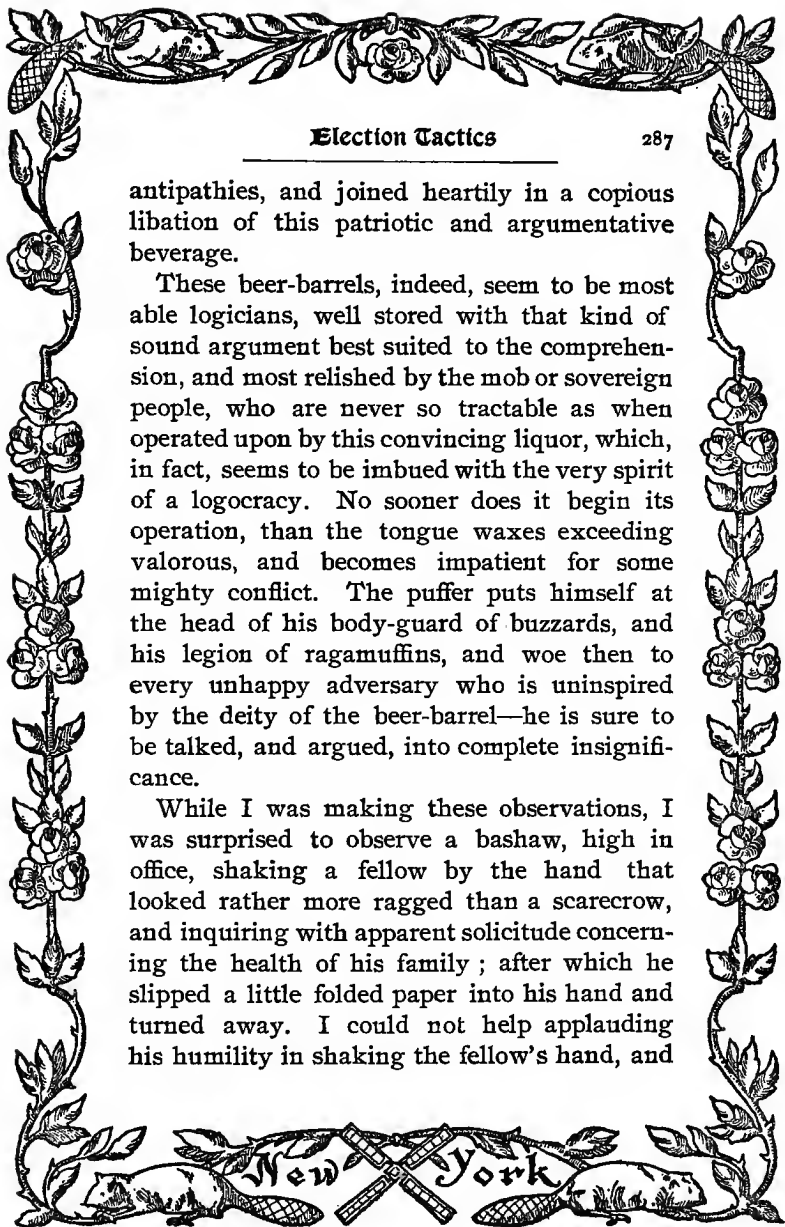 Election Tactics 287
antipathies, and joined heartily in a copious
libation of this patriotic and argumentative
beverage.
These beer-barrels, indeed, seem to be most
able logicians, well stored with that kind of
sound argument best suited to the comprehen-
sion, and most relished by the mob or sovereign
people, who are never so tractable as when
operated upon by this convincing liquor, which,
in fact, seems to be imbued with the very spirit
of a logocracy. No sooner does it begin its
operation, than the tongue waxes exceeding
valorous, and becomes impatient for some
mighty conflict. The puffer puts himself at
the head of his body-guard of buzzards, and
his legion of ragamuffins, and woe then to
every unhappy adversary who is uninspired
by the deity of the beer-barrel—he is sure to
be talked, and argued, into complete insignifi-
cance.
While I was making these observations, I
was surprised to observe a bashaw, high in
office, shaking a fellow by the hand that
looked rather more ragged than a scarecrow,
and inquiring with apparent solicitude concern-
ing the health of his family ; after which he
slipped a little folded paper into his hand and
turned away. I could not help applauding
his humility in shaking the fellow's hand, and
New York